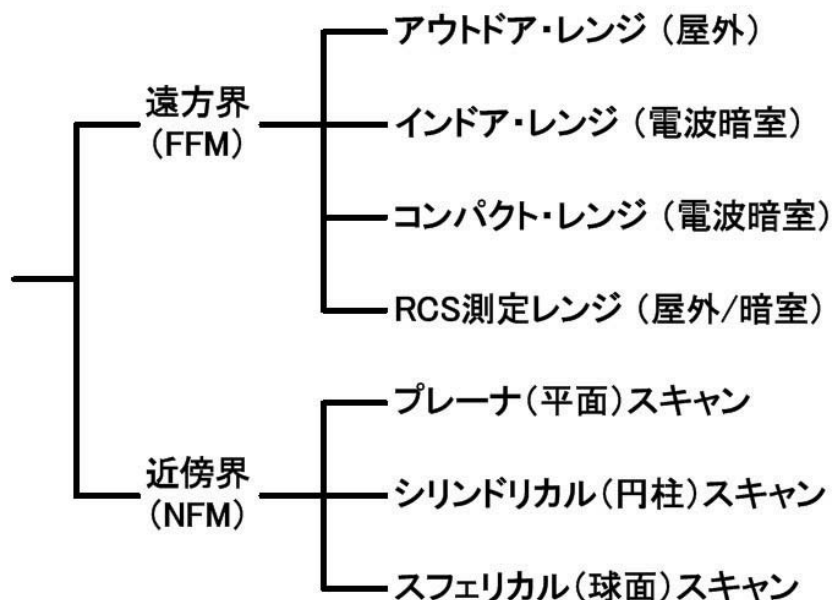 遠方界
(FFM)
アウトドア・レンジ（屋外）
インドア・レンジ（電波暗室）
コンパクト・レンジ（電波暗室）
RCS測定レンジ（屋外/暗室）
近傍界
(NFM)
プレーナ（平面）スキャン
シリンドリカル（円柱）スキャン
スフェリカル（球面）スキャン